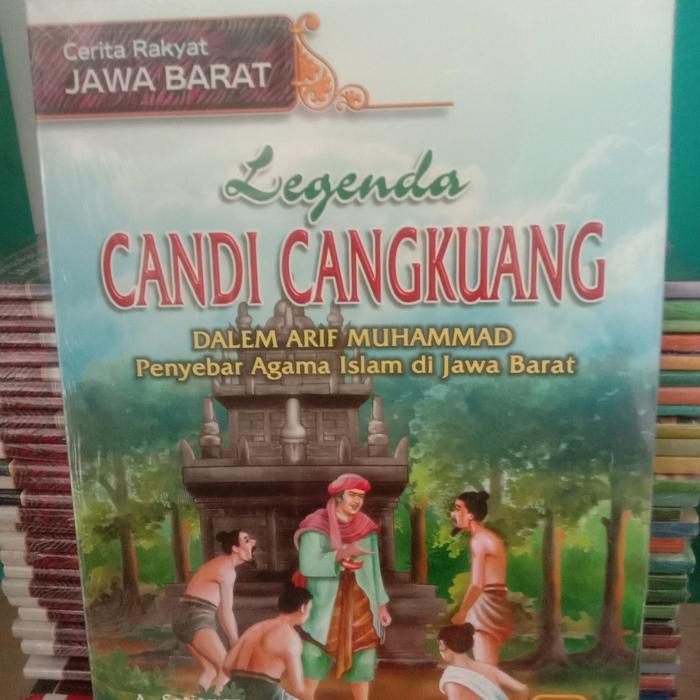 Cerita Rakyat
JAWA BARAT
Legenda
CANDI CANGKUANG
DALEM ARIF MUHAMMAD
Penyebar Agama Islam di Jawa Barat